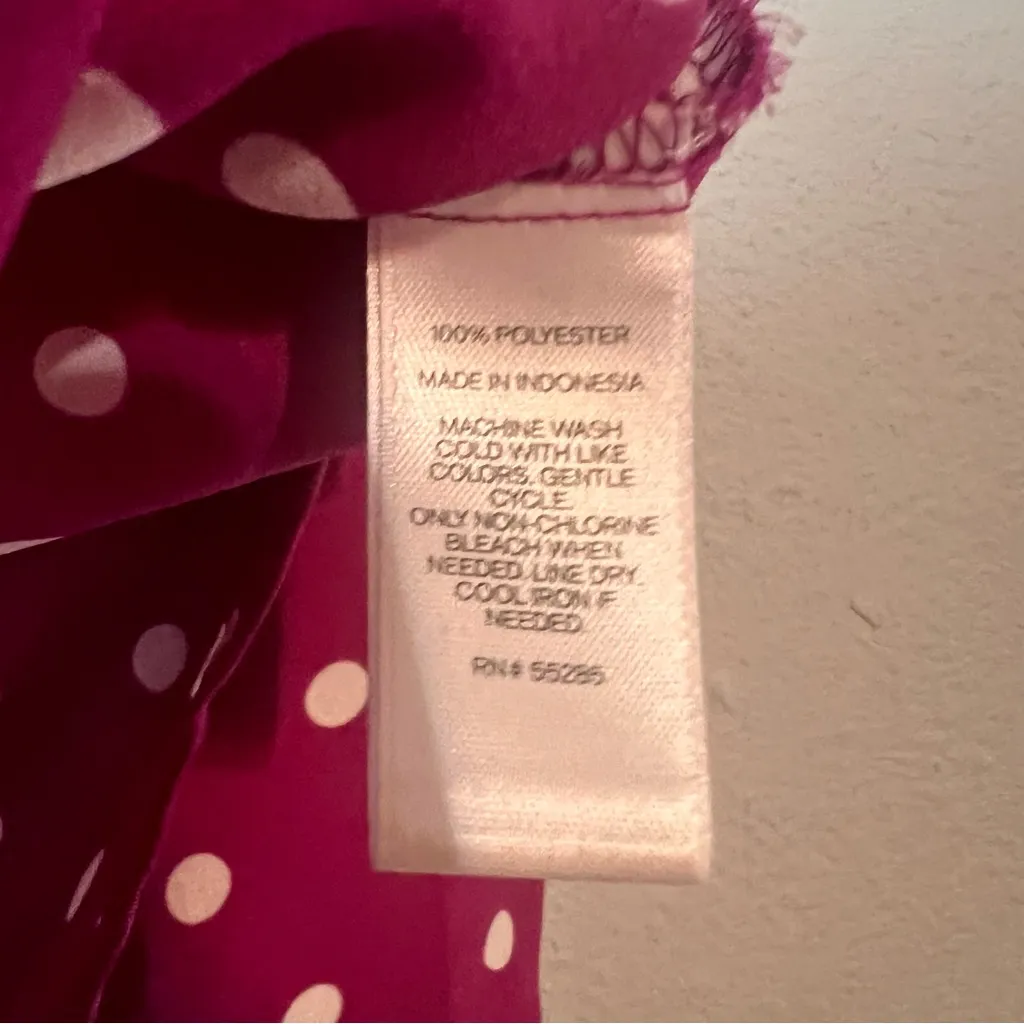 100% POLYESTER
MADE IN INDONESIA
MACHINE WASH
COLD WITH LIKE
COLORS. GENTLE
CYCLE.
ONLY NON-CHLORINE
BLEACH WHEN
NEEDED. LINE DRY.
COOL IRON IF
NEEDED.
RN# 55285